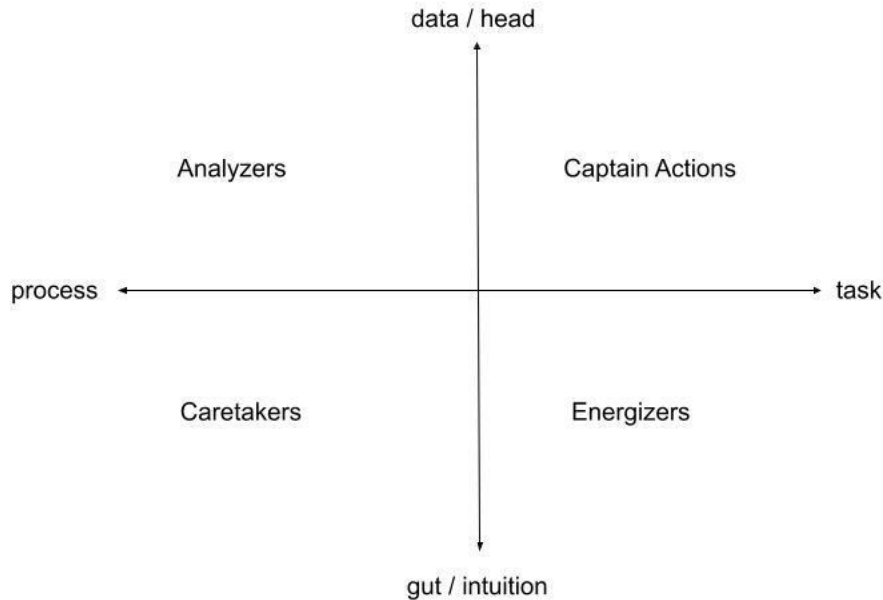 data / head
Analyzers
Captain Actions
process
task
Caretakers
Energizers
gut / intuition